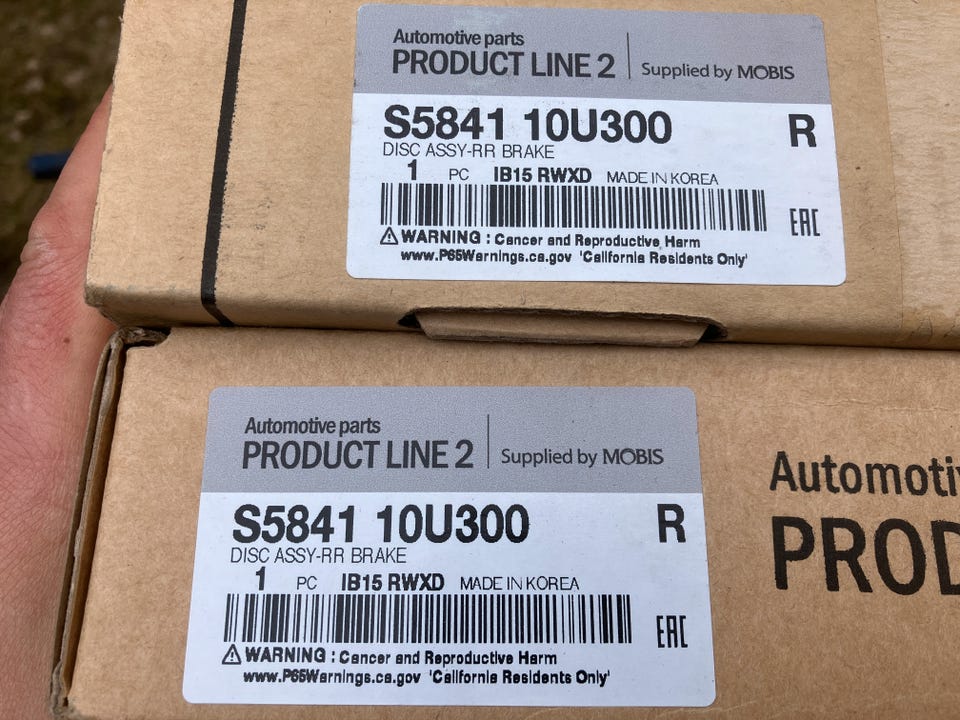 Automotive parts
PRODUCT LINE 2 Supplied by MOBIS
S5841 10U300 R
DISC ASSY-RR BRAKE
1 PC IB15 RWXD MADE IN KOREA
EAC
⚠ WARNING : Cancer and Reproductive Harm
www.P65Warnings.ca.gov 'California Residents Only'
Automotive parts
PRODUCT LINE 2 Supplied by MOBIS
S5841 10U300 R
DISC ASSY-RR BRAKE
1 PC IB15 RWXD MADE IN KOREA
EAC
⚠ WARNING : Cancer and Reproductive Harm
www.P65Warnings.ca.gov 'California Residents Only'
Automoti
PROD